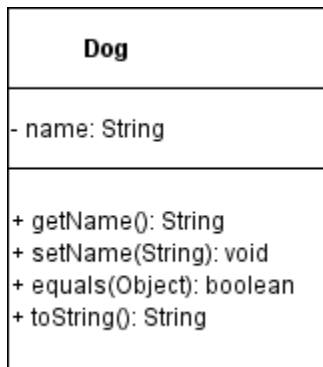 Dog
- name: String
+ getName(): String
+ setName(String): void
+ equals(Object): boolean
+ toString(): String